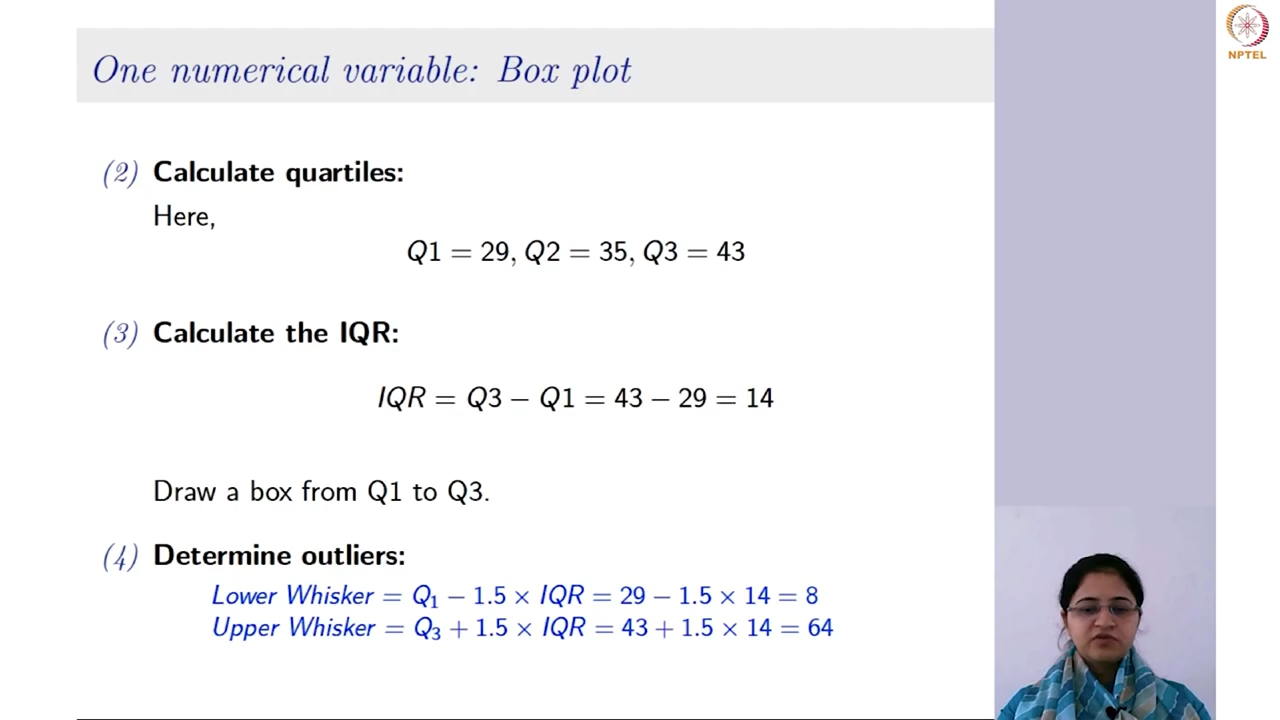 One numerical variable: Box plot
NPTEL
(2) Calculate quartiles:
Here,
Q1 = 29, Q2 = 35, Q3 = 43
(3) Calculate the IQR:
IQR = Q3 − Q1 = 43 − 29 = 14
Draw a box from Q1 to Q3.
(4) Determine outliers:
Lower Whisker = Q₁ − 1.5 × IQR = 29 − 1.5 × 14 = 8
Upper Whisker = Q₃ + 1.5 × IQR = 43 + 1.5 × 14 = 64